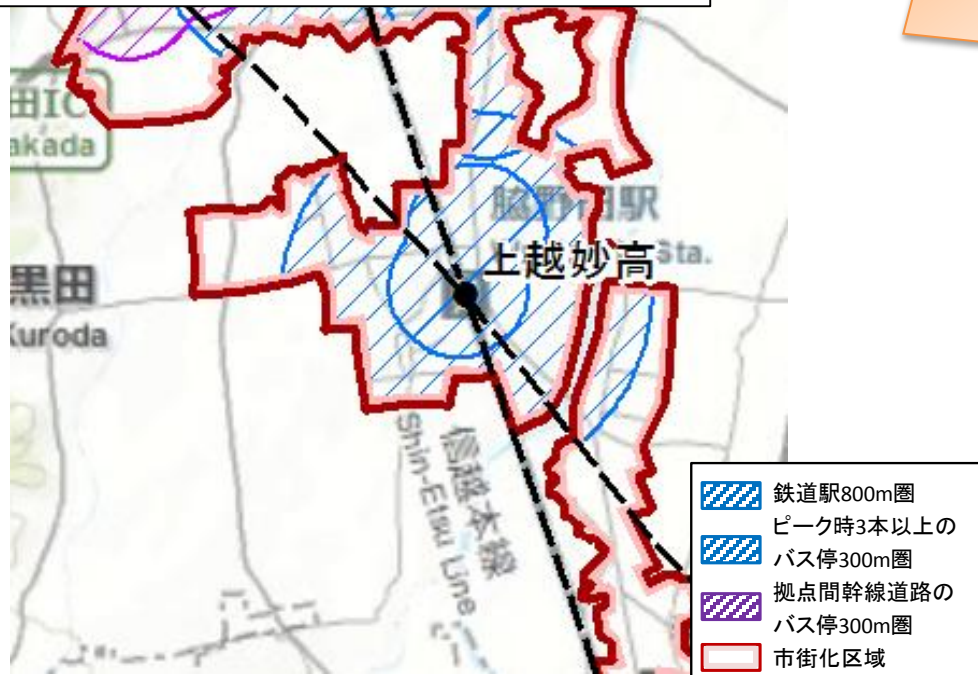 田IC
akada
脇野田駅
Sta.
上越妙高
黒田
Kuroda
信越本線
Shin-Etsu Line
鉄道駅800m圏
ピーク時3本以上の
バス停300m圏
拠点間幹線道路の
バス停300m圏
市街化区域